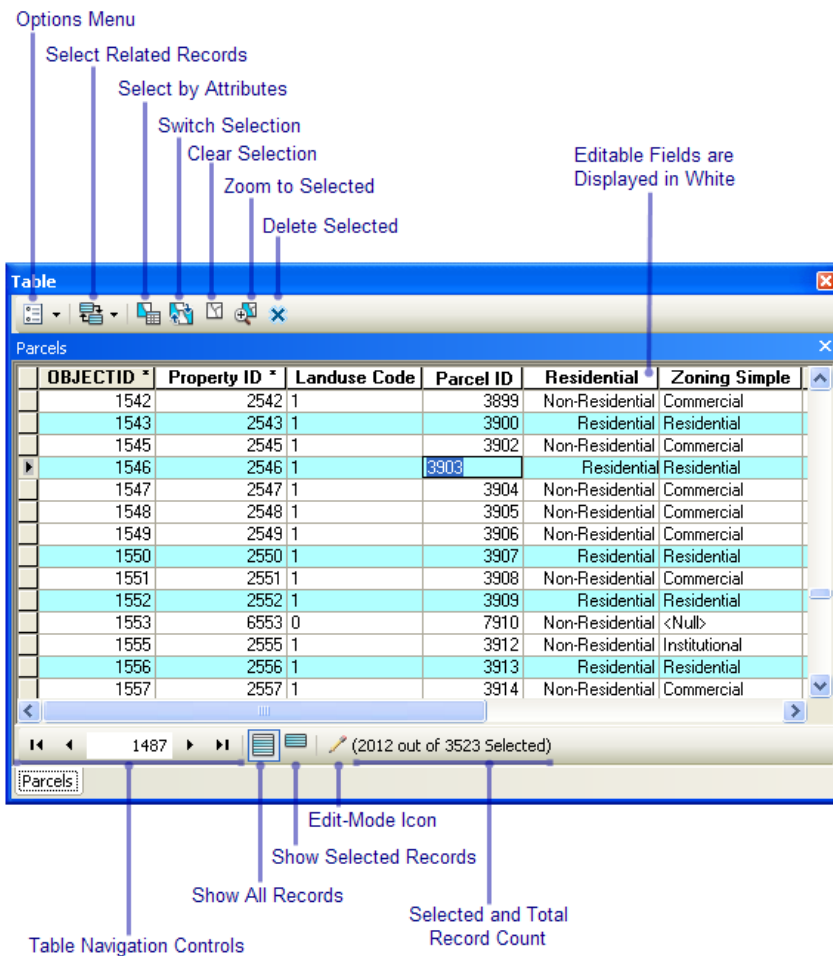 Options Menu
Select Related Records
Select by Attributes
Switch Selection
Clear Selection
Zoom to Selected
Delete Selected
Editable Fields are
Displayed in White
Table
Parcels
OBJECTID * Property ID * Landuse Code Parcel ID Residential Zoning Simple
1542 2542 1 3899 Non-Residential Commercial
1543 2543 1 3900 Residential Residential
1545 2545 1 3902 Non-Residential Commercial
1546 2546 1 3903 Residential Residential
1547 2547 1 3904 Non-Residential Commercial
1548 2548 1 3905 Non-Residential Commercial
1549 2549 1 3906 Non-Residential Commercial
1550 2550 1 3907 Residential Residential
1551 2551 1 3908 Non-Residential Commercial
1552 2552 1 3909 Residential Residential
1553 6553 0 7910 Non-Residential <Null>
1555 2555 1 3912 Non-Residential Institutional
1556 2556 1 3913 Residential Residential
1557 2557 1 3914 Non-Residential Commercial
1487 (2012 out of 3523 Selected)
Parcels
Edit-Mode Icon
Show Selected Records
Show All Records
Selected and Total
Record Count
Table Navigation Controls